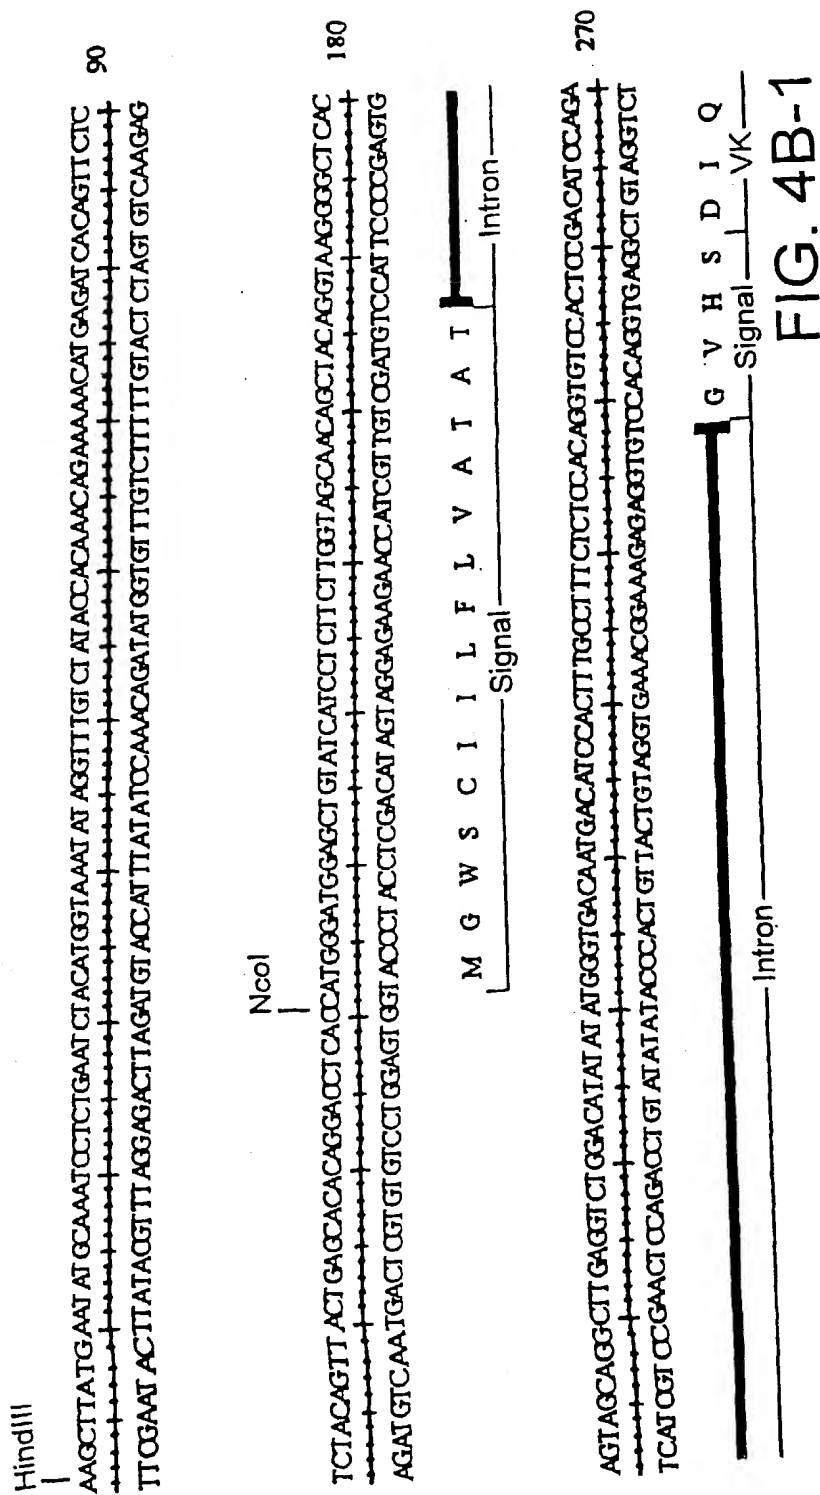 HindIII
AAGCTTATGAATATGCAAATCCTCTGAATCTACATGGTAAATATAGGTTTGTCTATACCACAAACAGAAAAACATGAGATCACAGTTCTC
90
TTCGAATACTTATACGTTTAGGAGACTTAGATGTACCATTTATATCCAAACAGATATGGTGTTTGTCTTTTTGTACTCTAGTGTCAAGAG
NcoI
TCTACAGTTACTGAGCACACAGGACCTCACCATGGGATGGAGCTGTATCATCCTCTTCTTGGTAGCAACAGCTACAGGTAAGGGGCTCAC
180
AGATGTCAATGACTCGTGTGTCCTGGAGTGGTACCCTACCTCGACATAGTAGGAGAAGAACCATCGTTGTCGATGTCCATTCCCCGAGTG
M G W S C I I L F L V A T A T
Signal Intron
AGTAGCAGGCTTGAGGTCTGGACATATATATGGGTGACAATGACATCCACTTTGCCTTTCTCTCCACAGGTGTCCACTCCGACATCCAGA
270
TCATCGTCCGAACTCCAGACCTGTATATATACCCACTGTTACTGTAGGTGAAACGGAAAGAGAGGTGTCCACAGGTGAGGCTGTAGGTCT
G V H S D I Q
Intron Signal VK
FIG. 4B-1